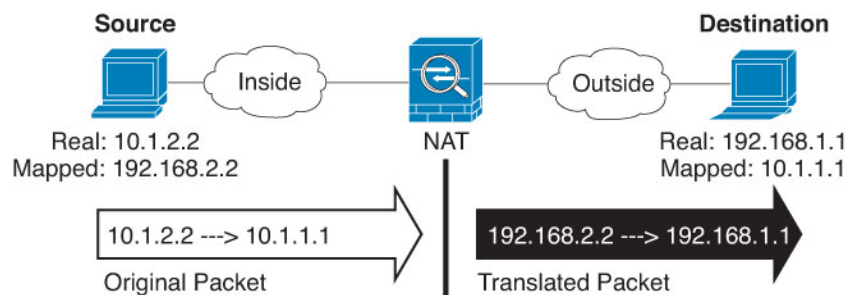 Source
Destination
Inside
Outside
Real: 10.1.2.2
NAT
Real: 192.168.1.1
Mapped: 192.168.2.2
Mapped: 10.1.1.1
10.1.2.2 ---> 10.1.1.1
192.168.2.2 ---> 192.168.1.1
Original Packet
Translated Packet